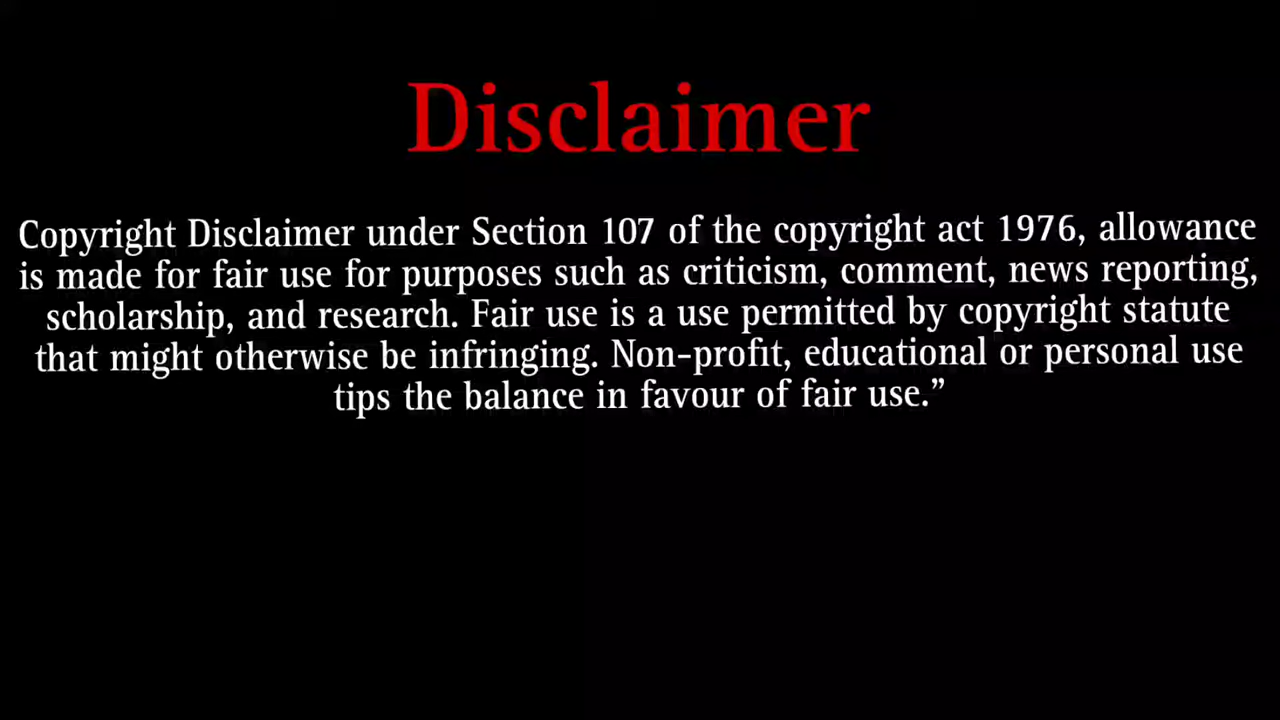 Disclaimer
Copyright Disclaimer under Section 107 of the copyright act 1976, allowance
is made for fair use for purposes such as criticism, comment, news reporting,
scholarship, and research. Fair use is a use permitted by copyright statute
that might otherwise be infringing. Non-profit, educational or personal use
tips the balance in favour of fair use.”